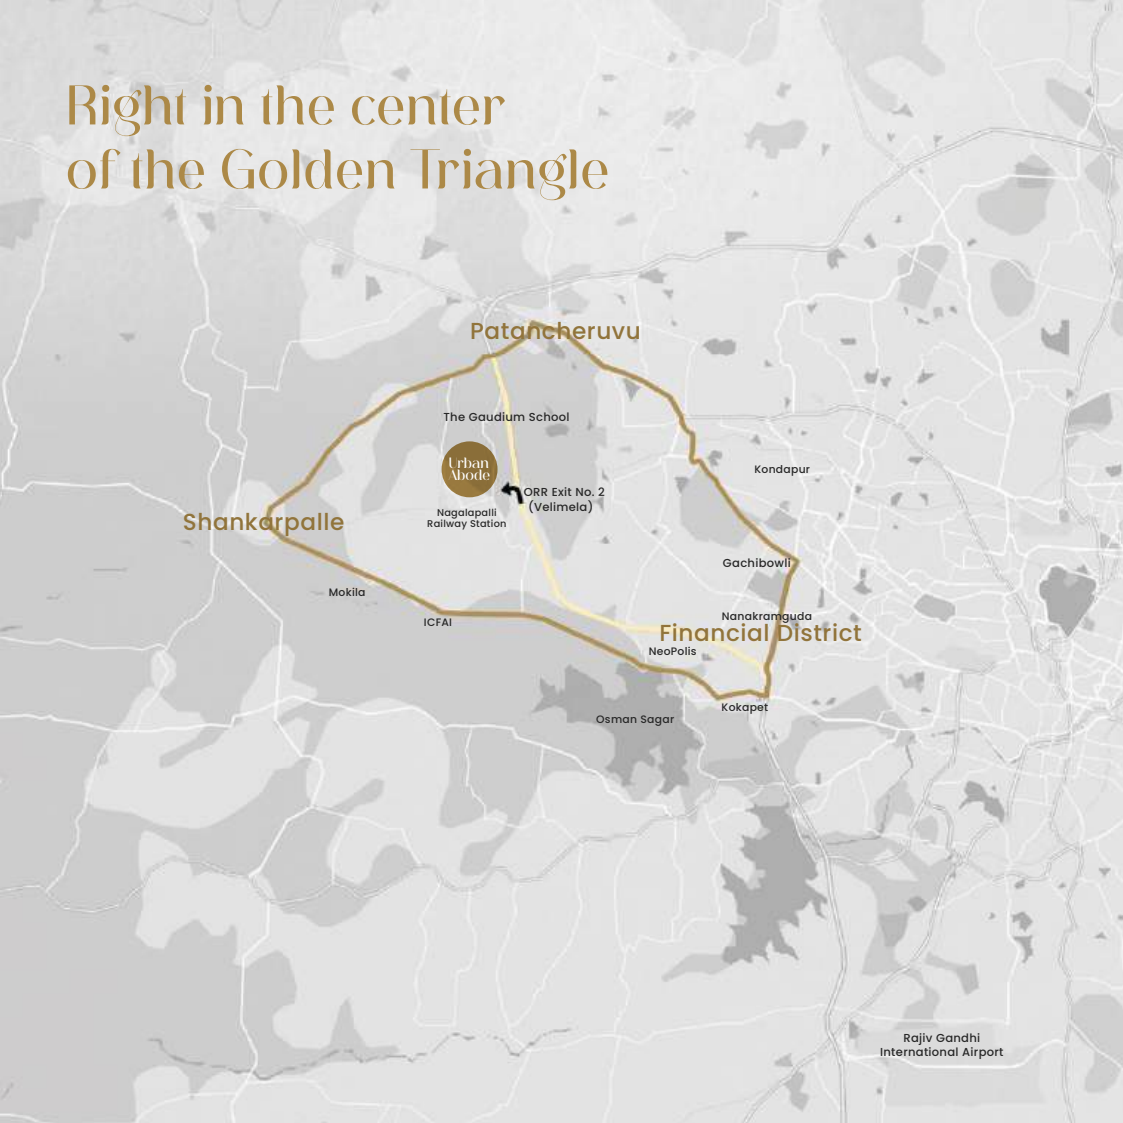 Right in the center
of the Golden Triangle
Patancheruvu
The Gaudium School
Urban
Abode
ORR Exit No. 2
(Velimela)
Kondapur
Nagalapalli
Railway Station
Shankarpalle
Gachibowli
Mokila
ICFAI
Nanakramguda
Financial District
NeoPolis
Kokapet
Osman Sagar
Rajiv Gandhi
International Airport